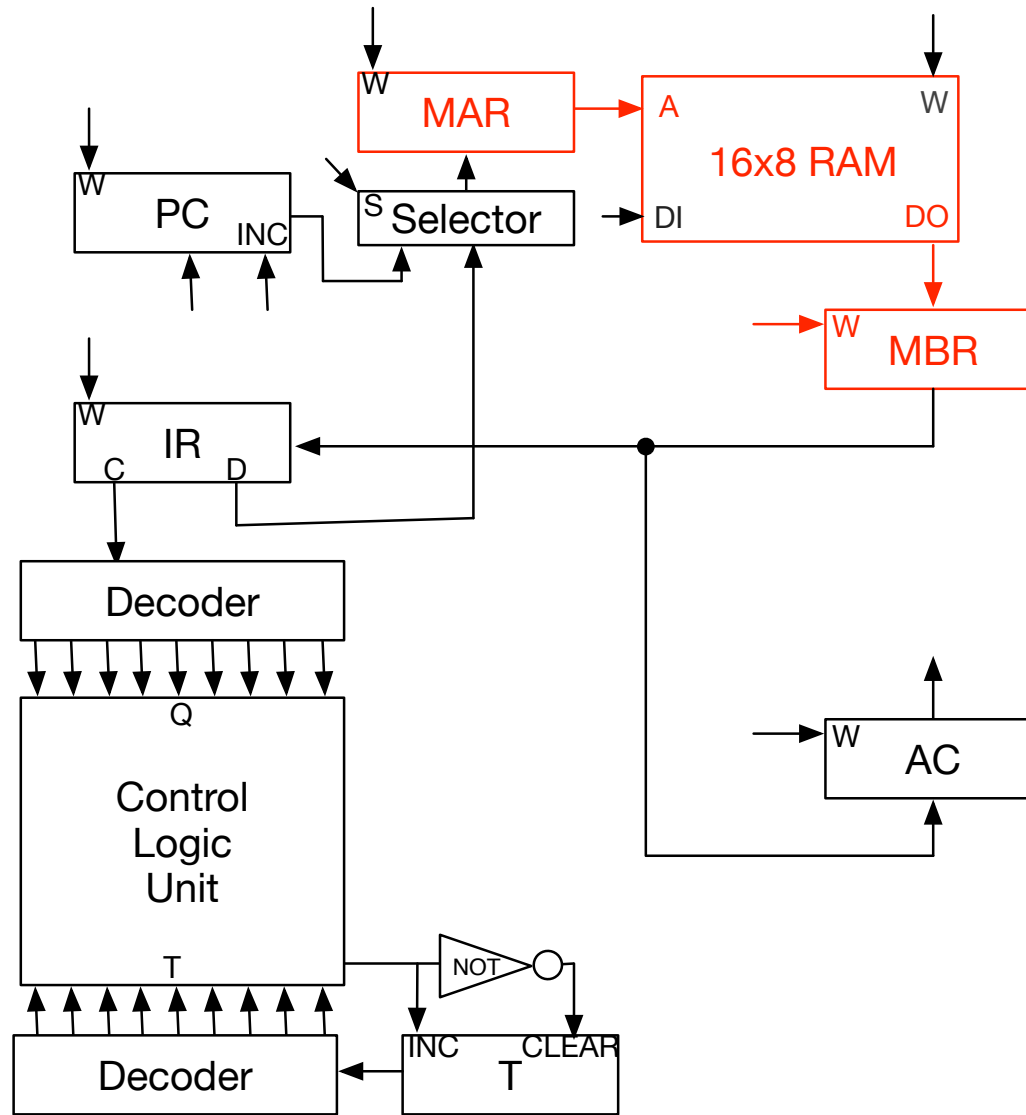 W
MAR
A
W
16x8 RAM
DI
DO
W
PC
INC
S
Selector
W
MBR
W
IR
C
D
Decoder
Q
Control
Logic
Unit
T
W
AC
NOT
INC
CLEAR
T
Decoder